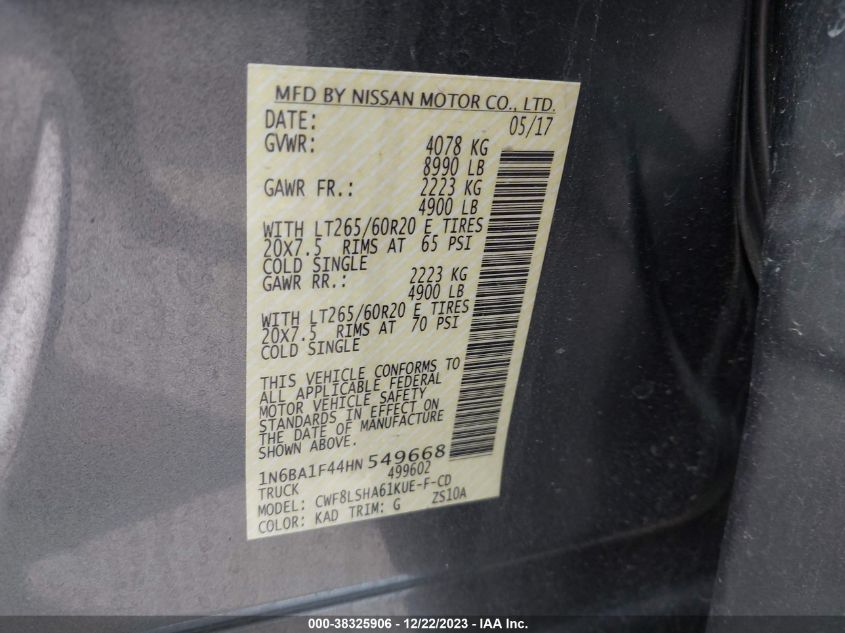 MFD BY NISSAN MOTOR CO., LTD.
DATE: 05/17
GVWR: 4078 KG
8990 LB
GAWR FR.: 2223 KG
4900 LB
WITH LT265/60R20 E TIRES
20X7.5 RIMS AT 65 PSI
COLD SINGLE
GAWR RR.: 2223 KG
4900 LB
WITH LT265/60R20 E TIRES
20X7.5 RIMS AT 70 PSI
COLD SINGLE
THIS VEHICLE CONFORMS TO
ALL APPLICABLE FEDERAL
MOTOR VEHICLE SAFETY
STANDARDS IN EFFECT ON
THE DATE OF MANUFACTURE
SHOWN ABOVE.
1N6BA1F44HN 549668
TRUCK 499602
MODEL: CWF8LSHA61KUE-F-CD
COLOR: KAD TRIM: G ZS10A
000-38325906 - 12/22/2023 - IAA Inc.